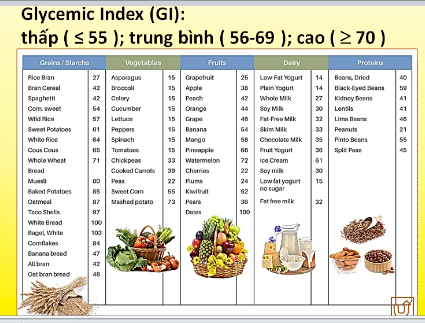 Glycemic Index (GI):
thấp ( ≤ 55 ); trung bình ( 56-69 ); cao ( ≥ 70 )
Grains / Starchs Vegetables Fruits Dairy Proteins
Rice Bran 27 Asparagus 15 Grapefruit 25 Low Fat Yogurt 14 Beans, Dried 40
Bran Cereal 42 Broccoli 15 Apple 38 Plain Yogurt 14 Black-Eyed Beans 59
Spaghetti 42 Celery 15 Peach 42 Whole Milk 27 Kidney Beans 41
Corn, sweet 54 Cucumber 15 Orange 44 Soy Milk 30 Lentils 41
Wild Rice 57 Lettuce 15 Grape 46 Fat-Free Milk 32 Lima Beans 46
Sweet Potatoes 61 Peppers 15 Banana 54 Skim Milk 33 Peanuts 21
White Rice 64 Spinach 15 Mango 56 Chocolate Milk 35 Pinto Beans 55
Cous Cous 65 Tomatoes 15 Pineapple 66 Fruit Yogurt 36 Split Peas 45
Whole Wheat 71 Chickpeas 33 Watermelon 72 Ice Cream 61
Bread Cooked Carrots 39 Cherries 22 Soy milk 30
Muesli 80 Peas 22 Plums 24 Low fat yogurt 15
Baked Potatoes 85 Sweet Corn 55 Kiwifruit 52 no sugar
Oatmeal 87 Mashed potato 73 Peers 36 Fat free milk 32
Taco Shells 97 Dates 100
White Bread 100
Bagel, White 103
Cornflakes 84
Banana bread 47
All bran 42
Oat bran bread 48